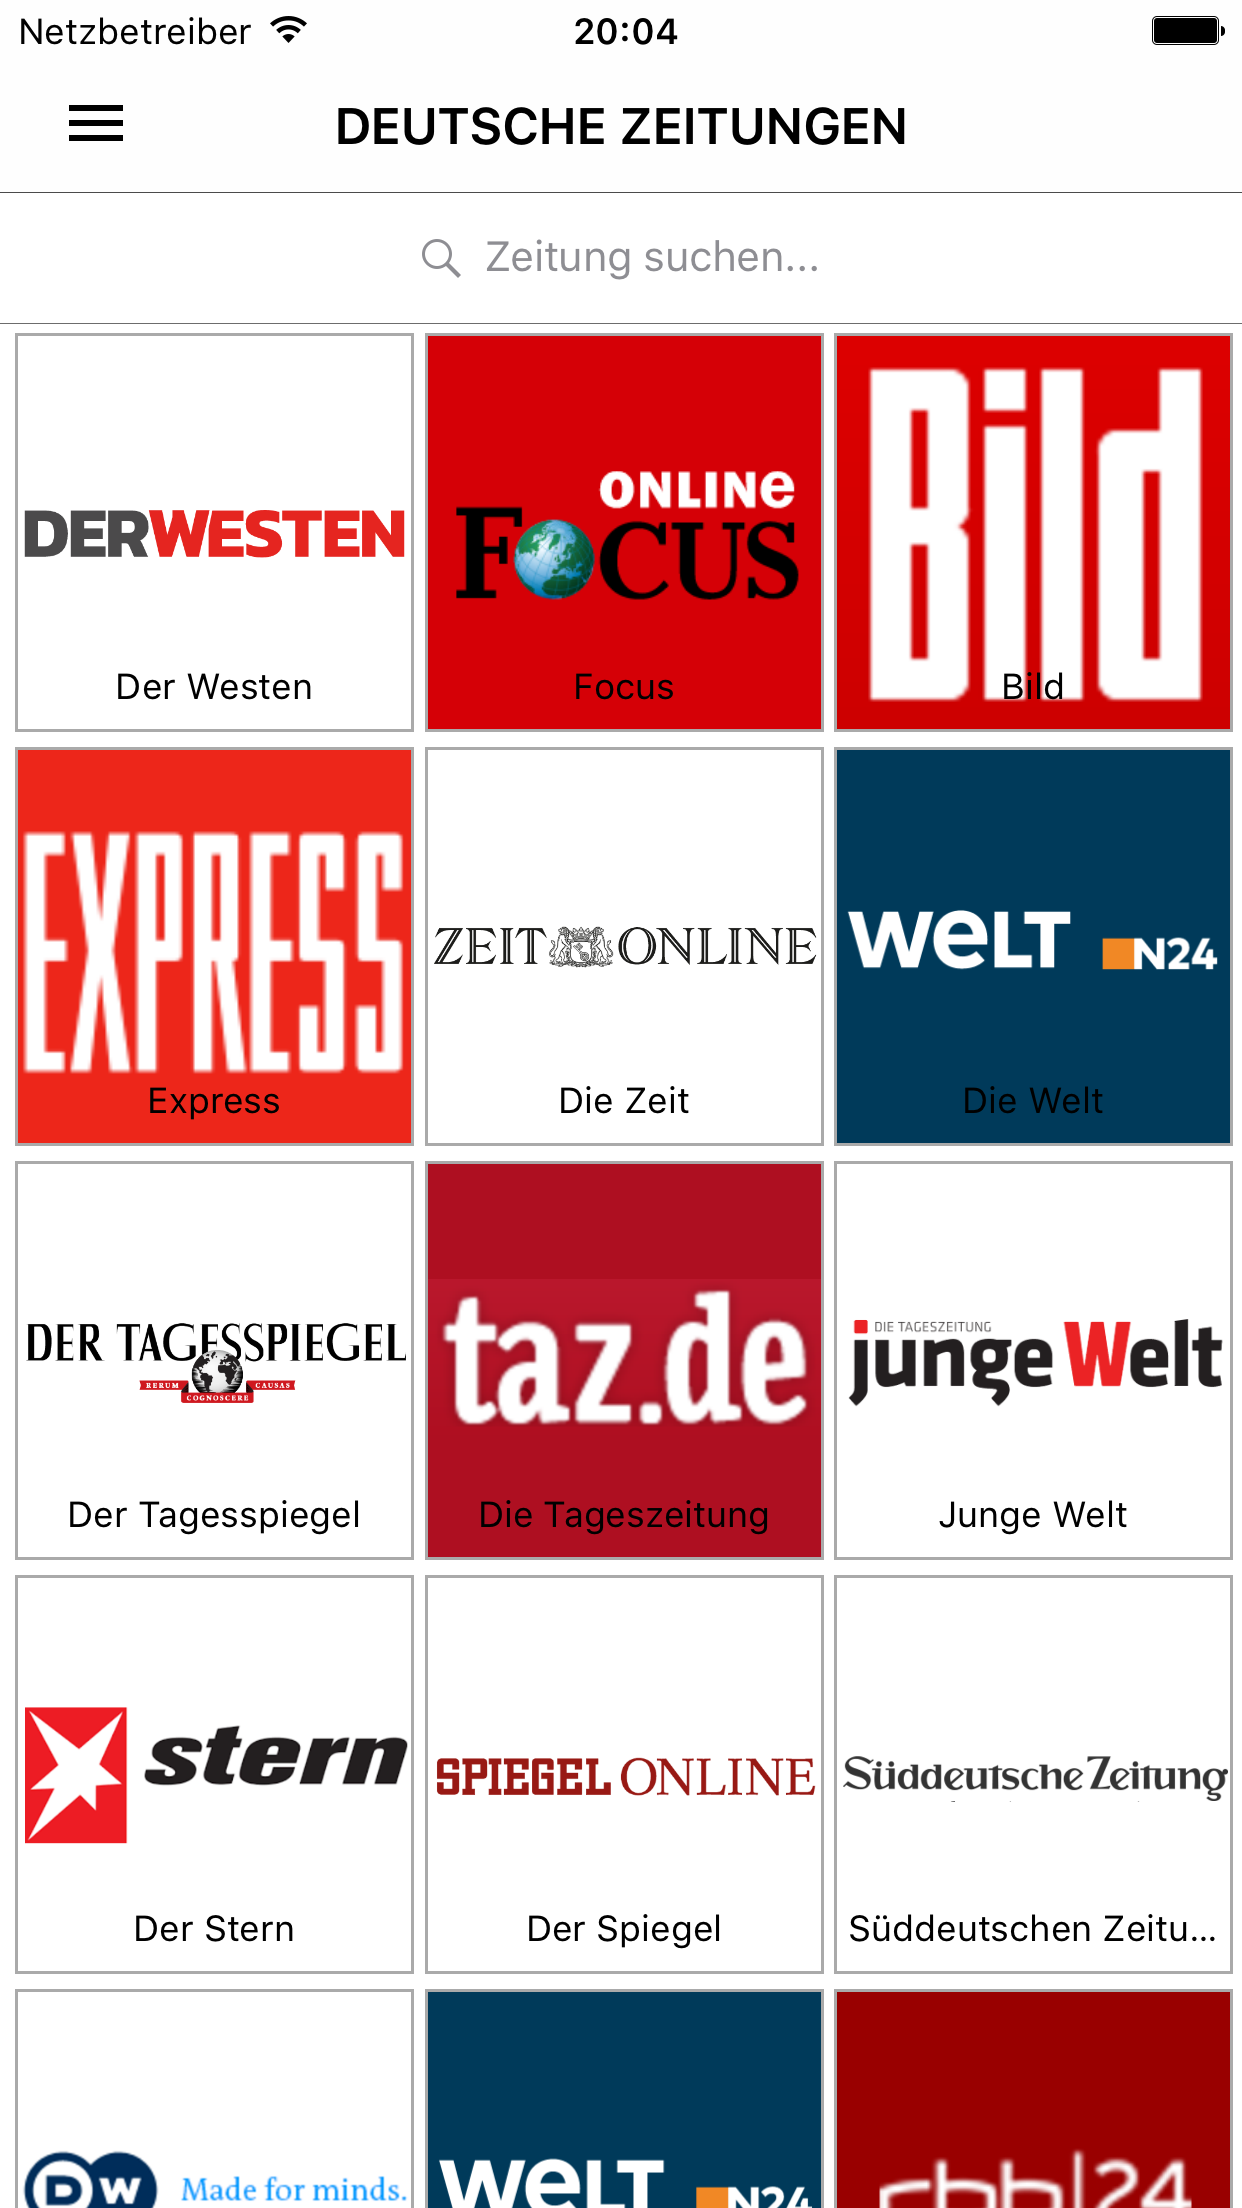 Netzbetreiber 20:04
DEUTSCHE ZEITUNGEN
Zeitung suchen...
DERWESTEN
Der Westen
ONLINe
FOCUS
Focus
Bild
Bild
EXPRESS
Express
ZEIT ONLINE
Die Zeit
WeLT N24
Die Welt
DER TAGESSPIEGEL
RERUM CAUSAS
COGNOSCERE
Der Tagesspiegel
taz.de
Die Tageszeitung
DIE TAGESZEITUNG
junge Welt
Junge Welt
stern
Der Stern
SPIEGEL ONLINE
Der Spiegel
Süddeutsche Zeitung
Süddeutschen Zeitu...
DW Made for minds.
WeLT N24
rbb|24